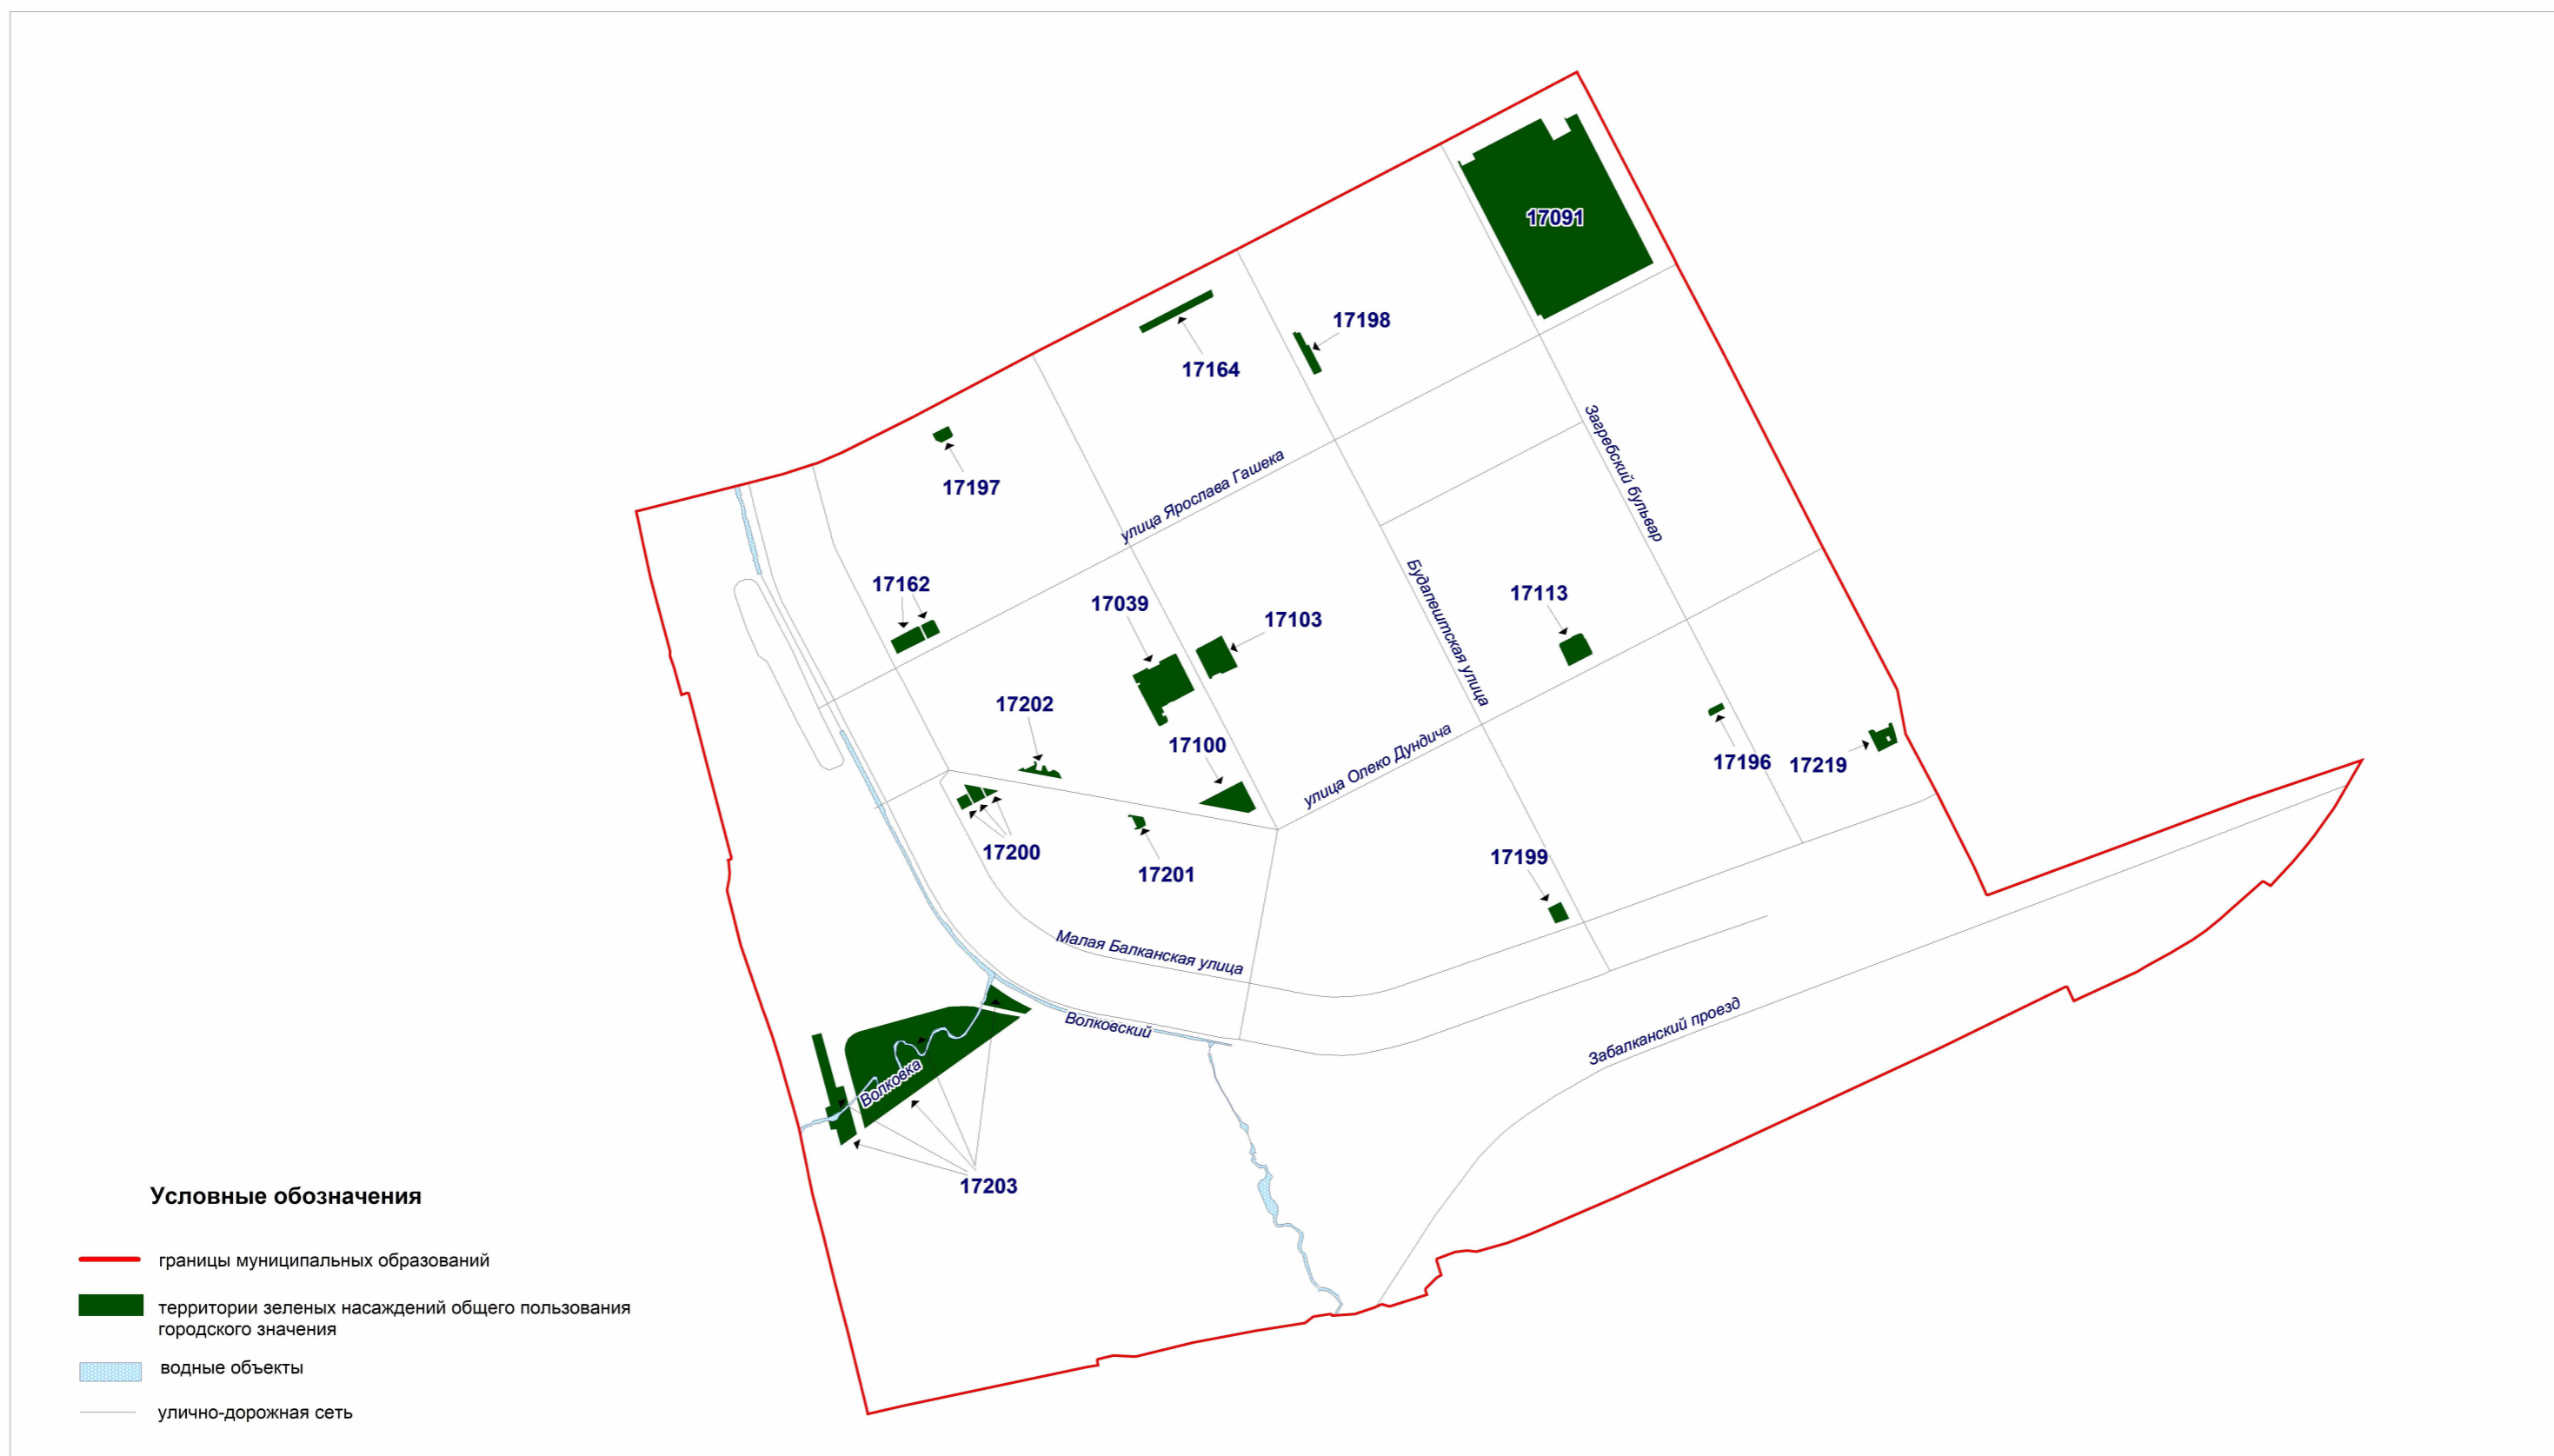 17091
17198
17164
17197
улица Ярослава Гашека
Загребский бульвар
17162
17039
17103
17113
Будапештская улица
17202
17100
улица Олеко Дундича
17196
17219
17200
17201
17199
Малая Балканская улица
Волковский
Забалканский проезд
Волковка
17203
Условные обозначения
границы муниципальных образований
территории зеленых насаждений общего пользования
городского значения
водные объекты
улично-дорожная сеть